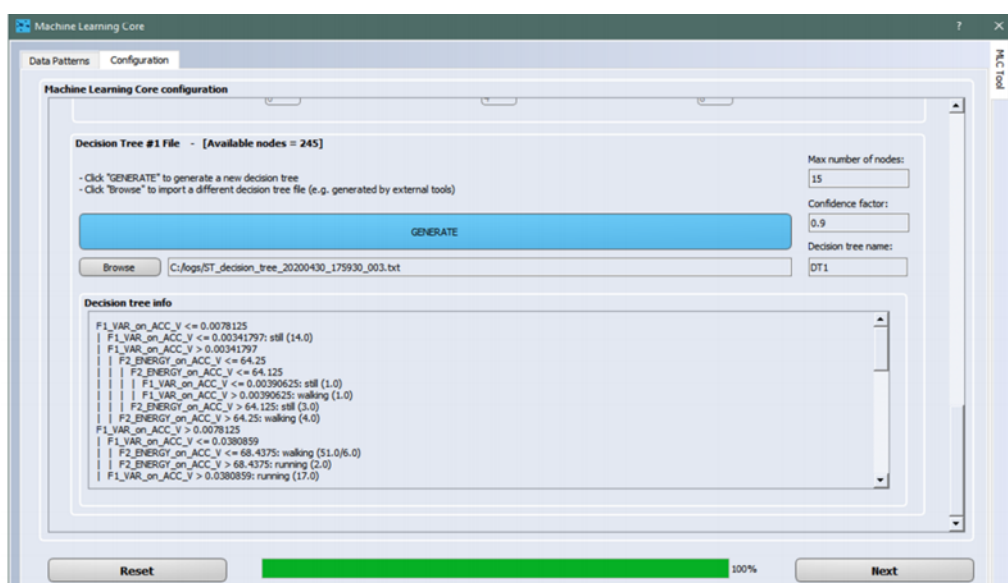 Machine Learning Core
? ×
Data Patterns Configuration
MLC Tool
Machine Learning Core configuration
Decision Tree #1 File - [Available nodes = 245]
Max number of nodes:
- Click "GENERATE" to generate a new decision tree
15
- Click "Browse" to import a different decision tree file (e.g. generated by external tools)
Confidence factor:
GENERATE
0.9
Decision tree name:
Browse
C:/logs/ST_decision_tree_20200430_175930_003.txt
DT1
Decision tree info
F1_VAR_on_ACC_V <= 0.0078125
| F1_VAR_on_ACC_V <= 0.00341797: still (14.0)
| F1_VAR_on_ACC_V > 0.00341797
| | F2_ENERGY_on_ACC_V <= 64.25
| | | F2_ENERGY_on_ACC_V <= 64.125
| | | | F1_VAR_on_ACC_V <= 0.00390625: still (1.0)
| | | | F1_VAR_on_ACC_V > 0.00390625: walking (1.0)
| | | F2_ENERGY_on_ACC_V > 64.125: still (3.0)
| | F2_ENERGY_on_ACC_V > 64.25: walking (4.0)
F1_VAR_on_ACC_V > 0.0078125
| F1_VAR_on_ACC_V <= 0.0380859
| | F2_ENERGY_on_ACC_V <= 68.4375: walking (51.0/6.0)
| | F2_ENERGY_on_ACC_V > 68.4375: running (2.0)
| F1_VAR_on_ACC_V > 0.0380859: running (17.0)
Reset
100%
Next